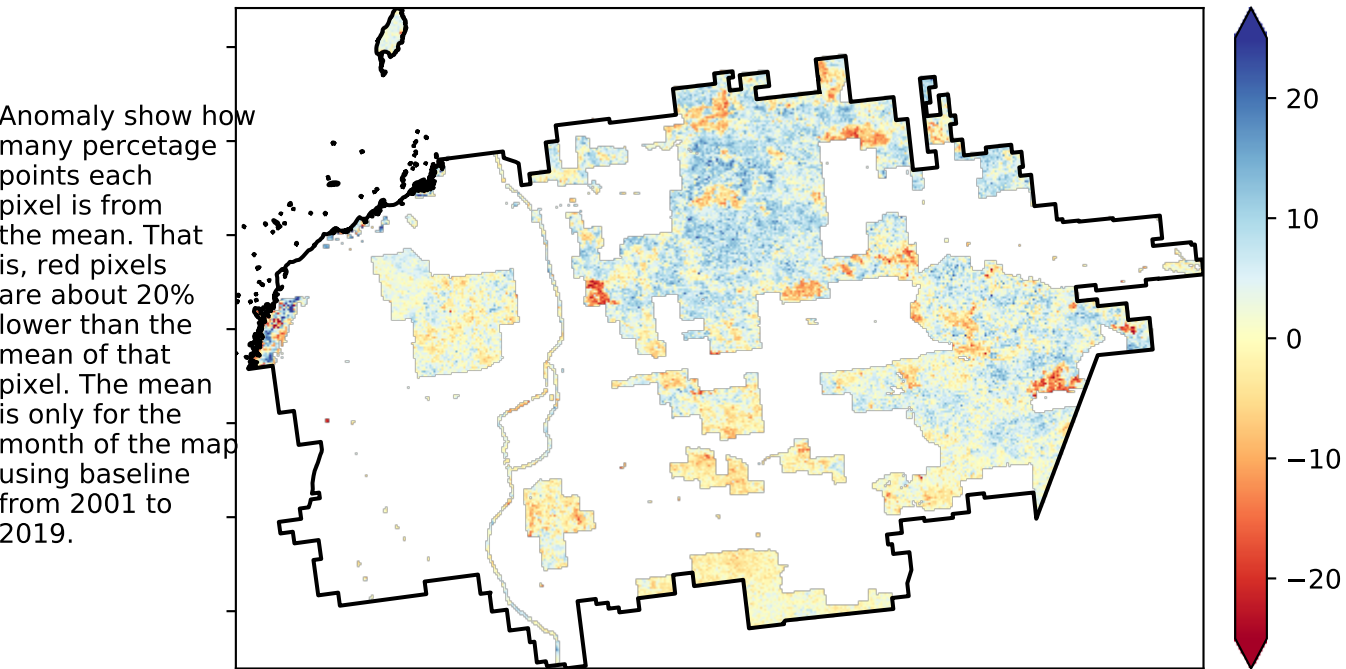 Anomaly show how
many percetage
points each
pixel is from
the mean. That
is, red pixels
are about 20%
lower than the
mean of that
pixel. The mean
is only for the
month of the map
using baseline
from 2001 to
2019.
20
10
0
−10
−20